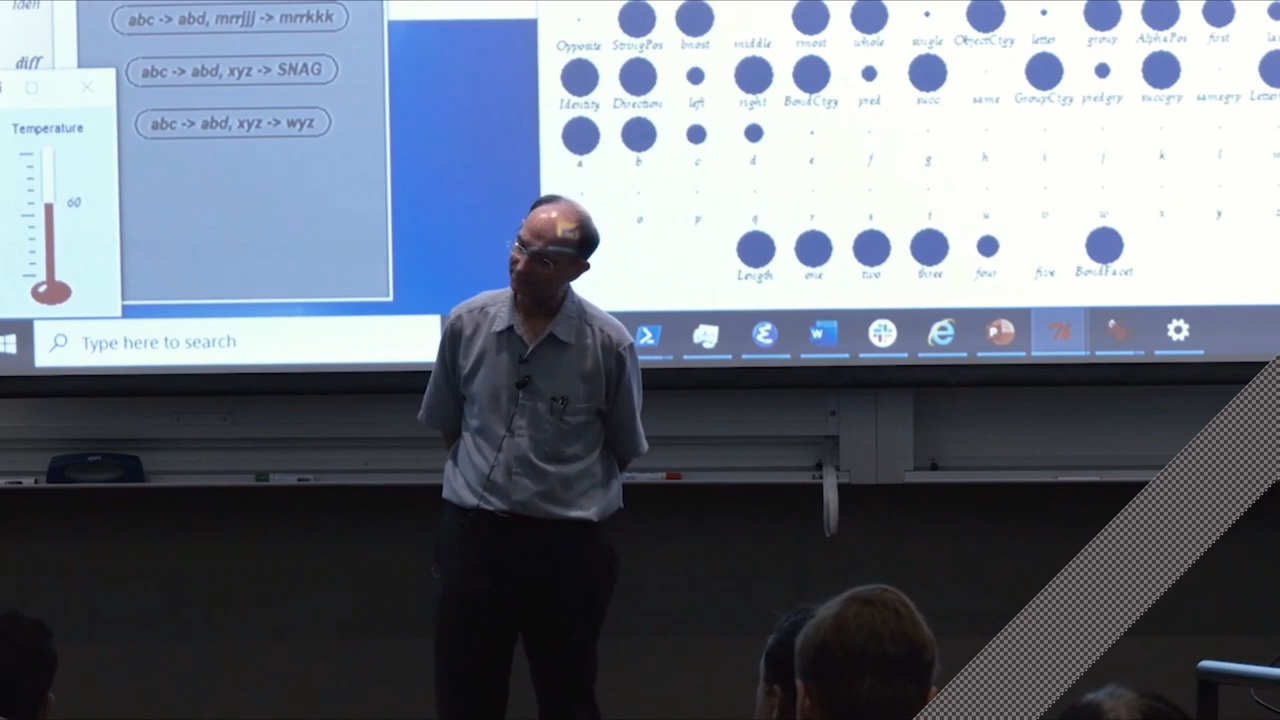 iden
diff
abc -> abd, mrrjjj -> mrrkkk
abc -> abd, xyz -> SNAG
abc -> abd, xyz -> wyz
Temperature
60
Opposite StringPos lmost middle rmost whole single ObjectCtgy letter group AlphaPos first
Identity Direction left right BondCtgy pred succ same GroupCtgy predgrp succgrp samegrp
a b c d e f g h i j k l
o p q r s t u v w x y
Length one two three four five BondFacet
Type here to search